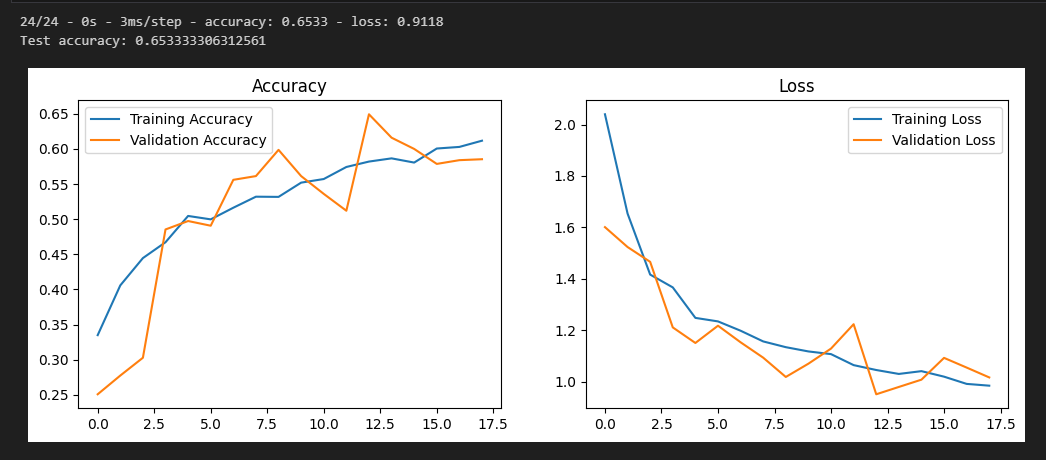 24/24 - 0s - 3ms/step - accuracy: 0.6533 - loss: 0.9118
Test accuracy: 0.653333306312561
Accuracy
Training Accuracy
Validation Accuracy
0.65
0.60
0.55
0.50
0.45
0.40
0.35
0.30
0.25
0.0 2.5 5.0 7.5 10.0 12.5 15.0 17.5
Loss
Training Loss
Validation Loss
2.0
1.8
1.6
1.4
1.2
1.0
0.0 2.5 5.0 7.5 10.0 12.5 15.0 17.5